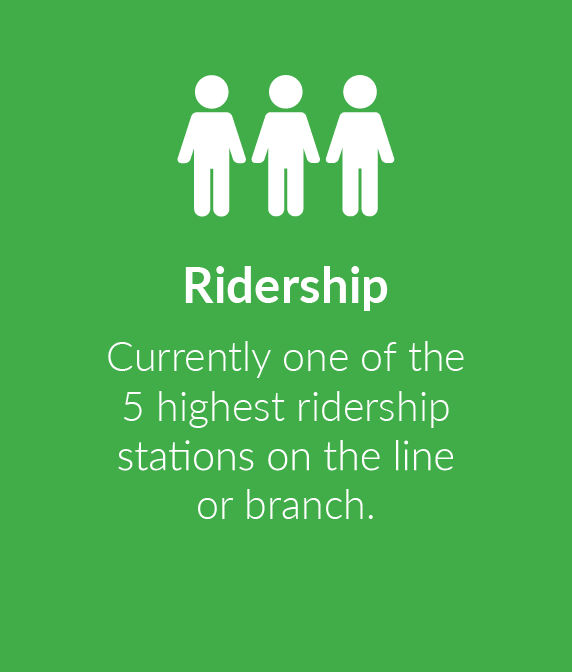 Ridership
Currently one of the
5 highest ridership
stations on the line
or branch.